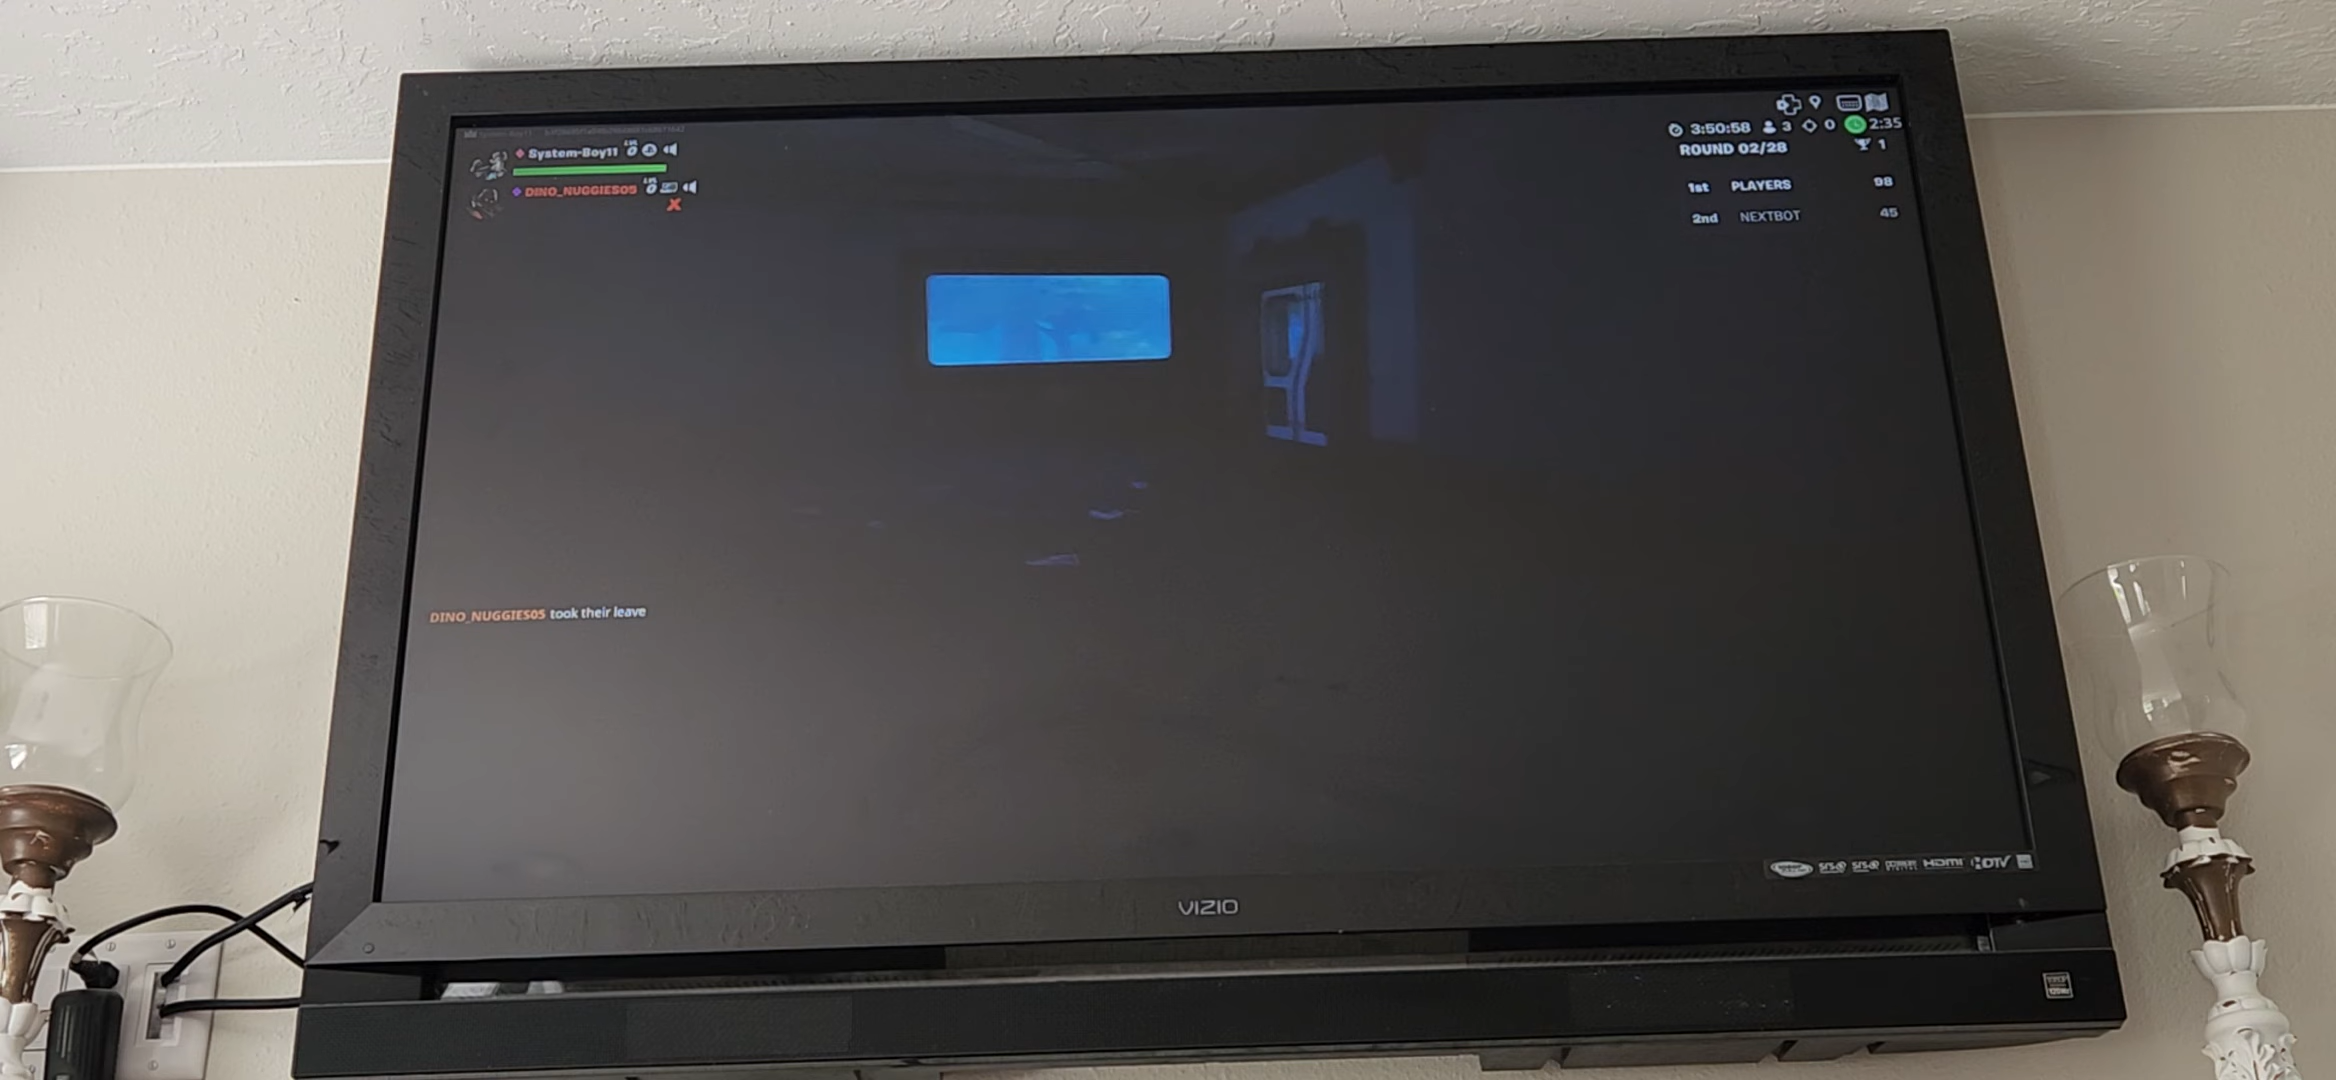 System-Boy11
DINO_NUGGIES05
3:50:58 3 0 2:35
ROUND 02/28 1
1st PLAYERS 98
2nd NEXTBOT 45
DINO_NUGGIES05 took their leave
HDMI HDTV
VIZIO